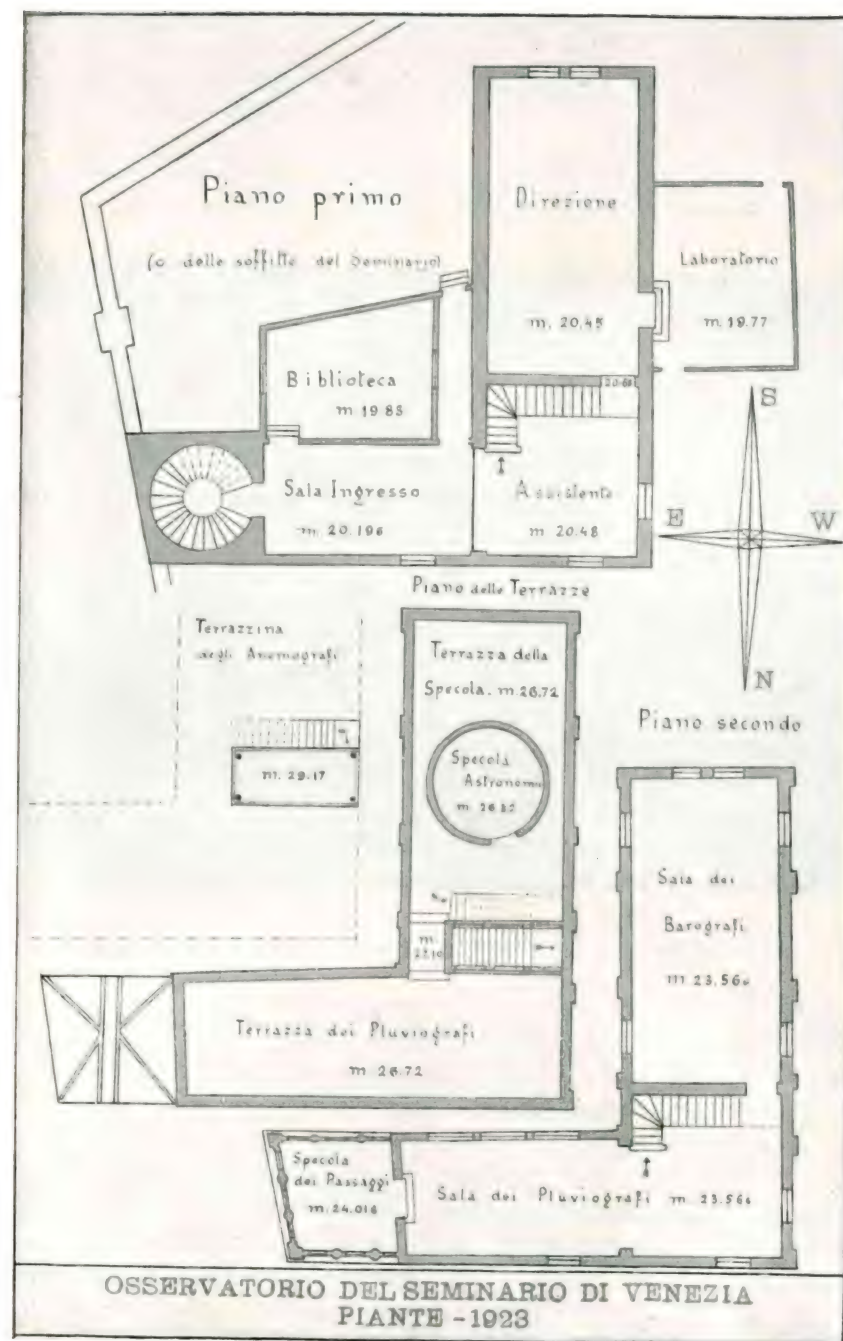 Piano primo
(o delle soffitte del Seminario)
Direzione
m. 20.45
Laboratorio
m. 19.77
Biblioteca
m 19.85
Sala Ingresso
m. 20.196
Assistente
m 20.48
S
E
W
N
Piano delle Terrazze
Terrazzina
degli Anemografi
m. 29.17
Terrazza della
Specola. m 26.72
Specola
m
Terrazza dei Pluviografi
m 26.72
Piano secondo
Sala dei
Barografi
m 23.566
Specola
dei Passaggi
m. 24.016
Sala dei Pluviografi m 23.566
OSSERVATORIO DEL SEMINARIO DI VENEZIA
PIANTE - 1923